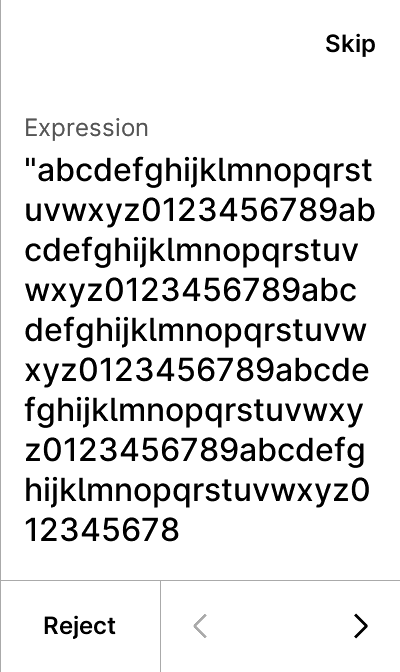 Skip
Expression
"abcdefghijklmnopqrst
uvwxyz0123456789ab
cdefghijklmnopqrstuv
wxyz0123456789abc
defghijklmnopqrstuvw
xyz0123456789abcde
fghijklmnopqrstuvwxy
z0123456789abcdefg
hijklmnopqrstuvwxyz0
12345678
Reject